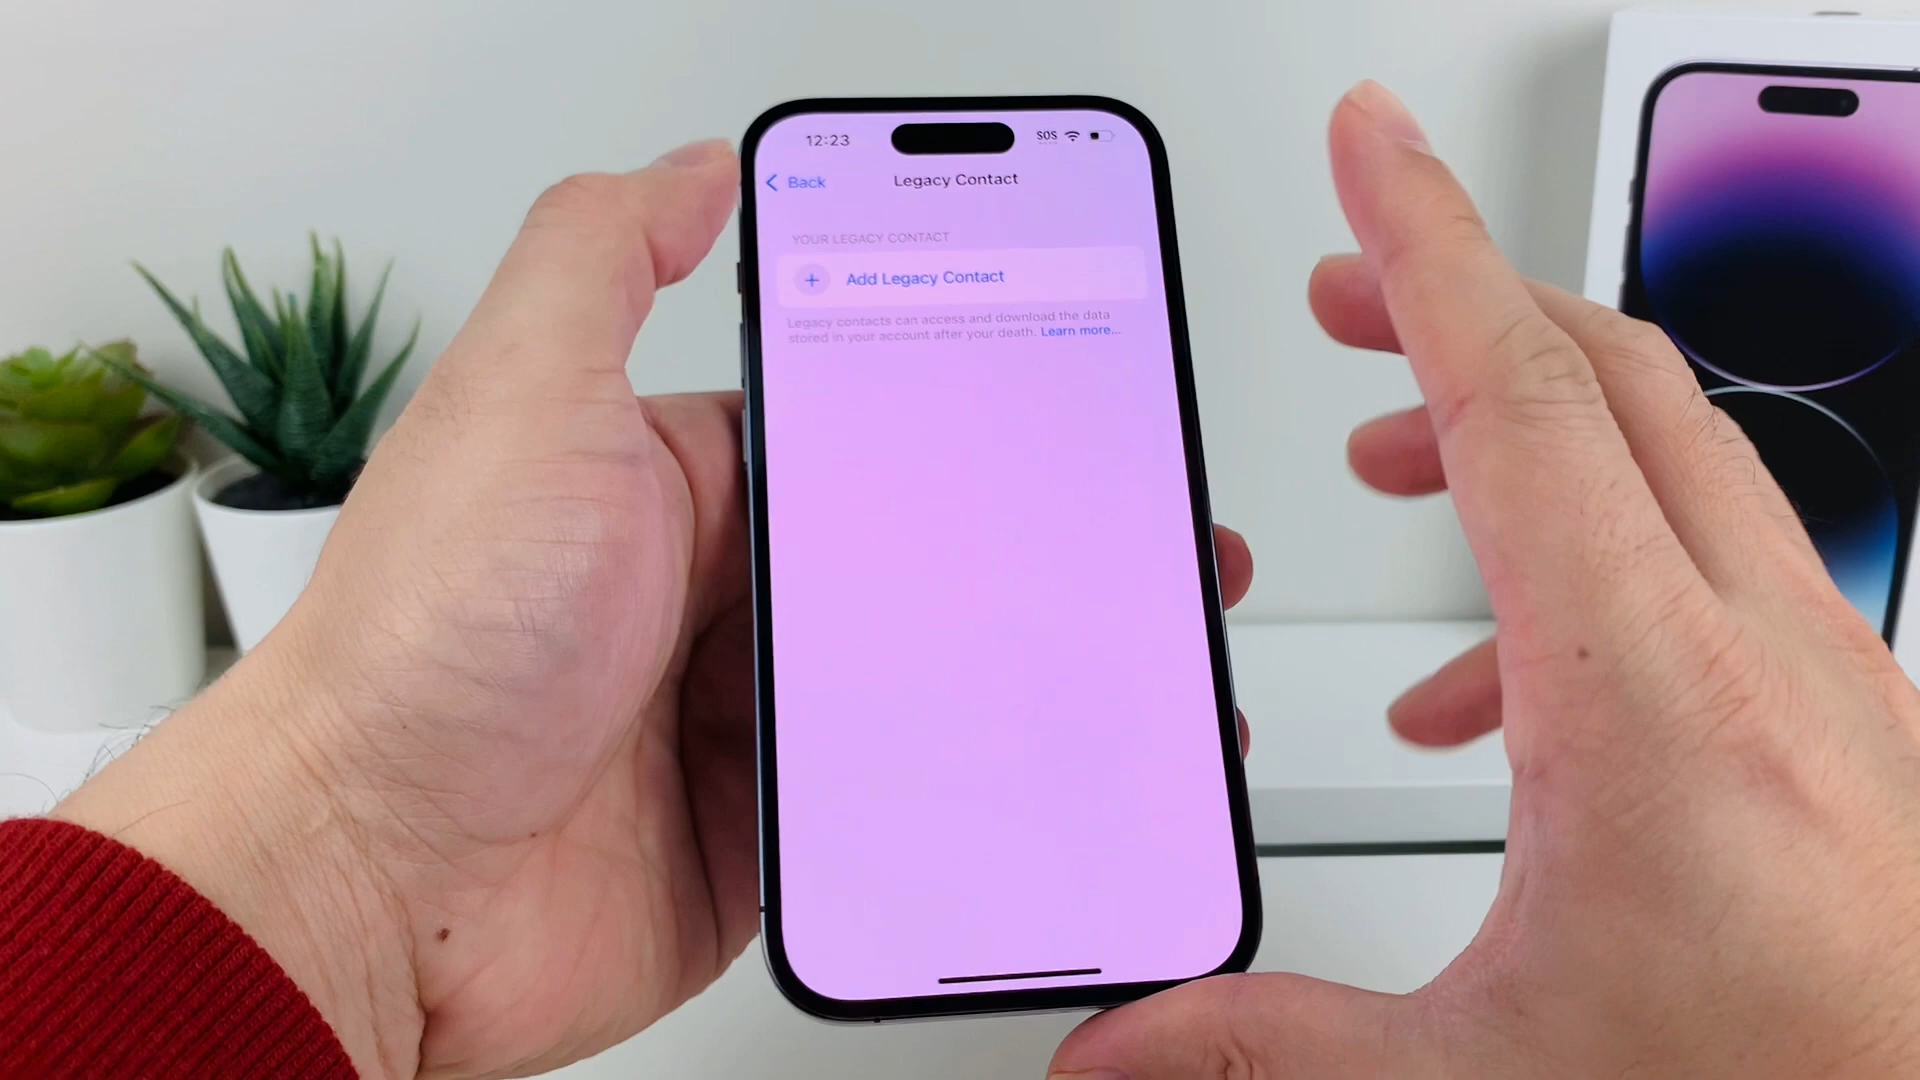 12:23 SOS
Back Legacy Contact
YOUR LEGACY CONTACT
+ Add Legacy Contact
Legacy contacts can access and download the data
stored in your account after your death. Learn more...